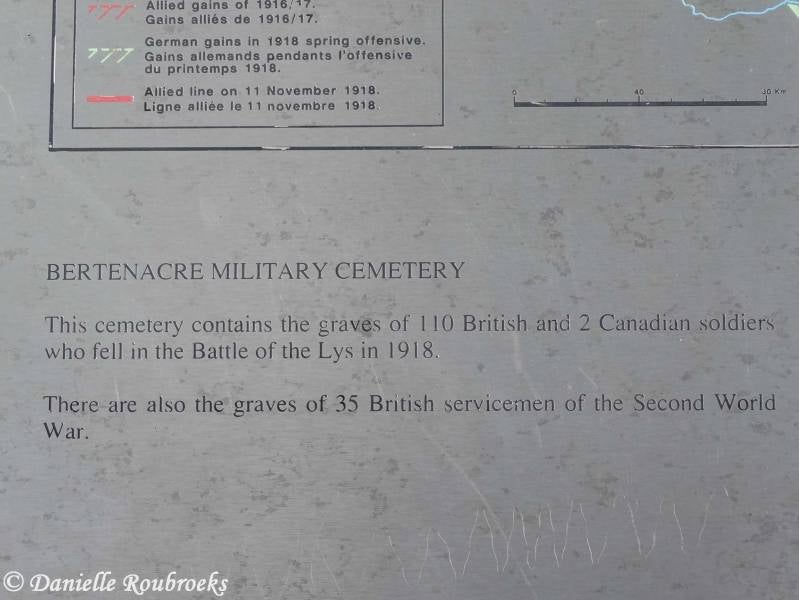 Allied gains of 1916/17.
Gains alliés de 1916/17.
German gains in 1918 spring offensive.
Gains allemands pendants l'offensive
du printemps 1918.
Allied line on 11 November 1918.
Ligne alliée le 11 novembre 1918.
0 40 30 Km
BERTENACRE MILITARY CEMETERY
This cemetery contains the graves of 110 British and 2 Canadian soldiers
who fell in the Battle of the Lys in 1918.
There are also the graves of 35 British servicemen of the Second World
War.
© Danielle Roubroeks